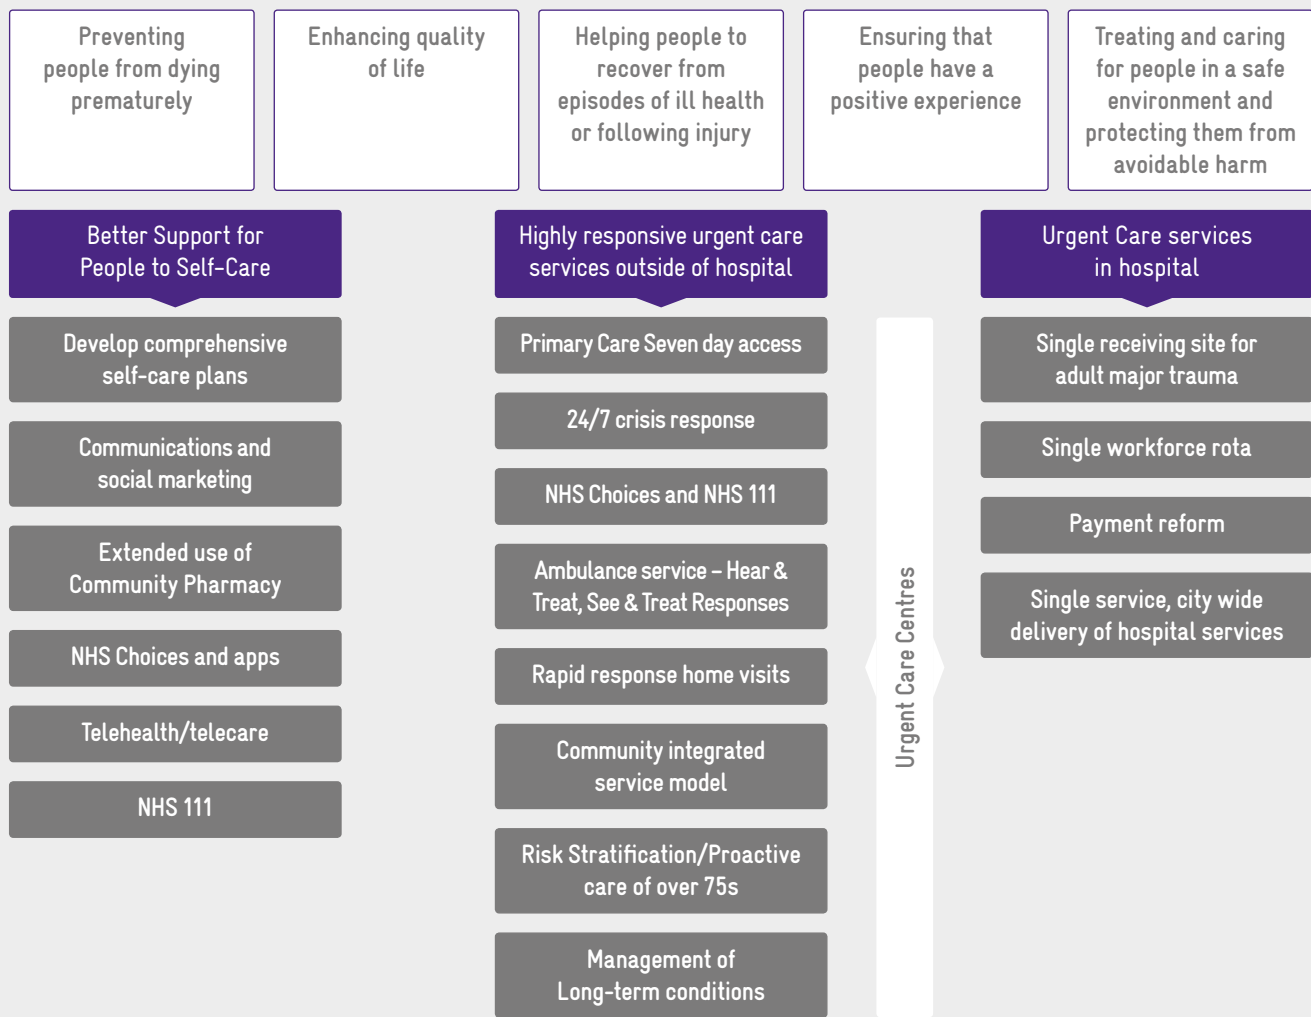 Preventing
people from dying
prematurely
Enhancing quality
of life
Helping people to
recover from
episodes of ill health
or following injury
Ensuring that
people have a
positive experience
Treating and caring
for people in a safe
environment and
protecting them from
avoidable harm
Better Support for
People to Self-Care
Develop comprehensive
self-care plans
Communications and
social marketing
Extended use of
Community Pharmacy
NHS Choices and apps
Telehealth/telecare
NHS 111
Highly responsive urgent care
services outside of hospital
Primary Care Seven day access
24/7 crisis response
NHS Choices and NHS 111
Ambulance service – Hear &
Treat, See & Treat Responses
Rapid response home visits
Community integrated
service model
Risk Stratification/Proactive
care of over 75s
Management of
Long-term conditions
Urgent Care Centres
Urgent Care services
in hospital
Single receiving site for
adult major trauma
Single workforce rota
Payment reform
Single service, city wide
delivery of hospital services